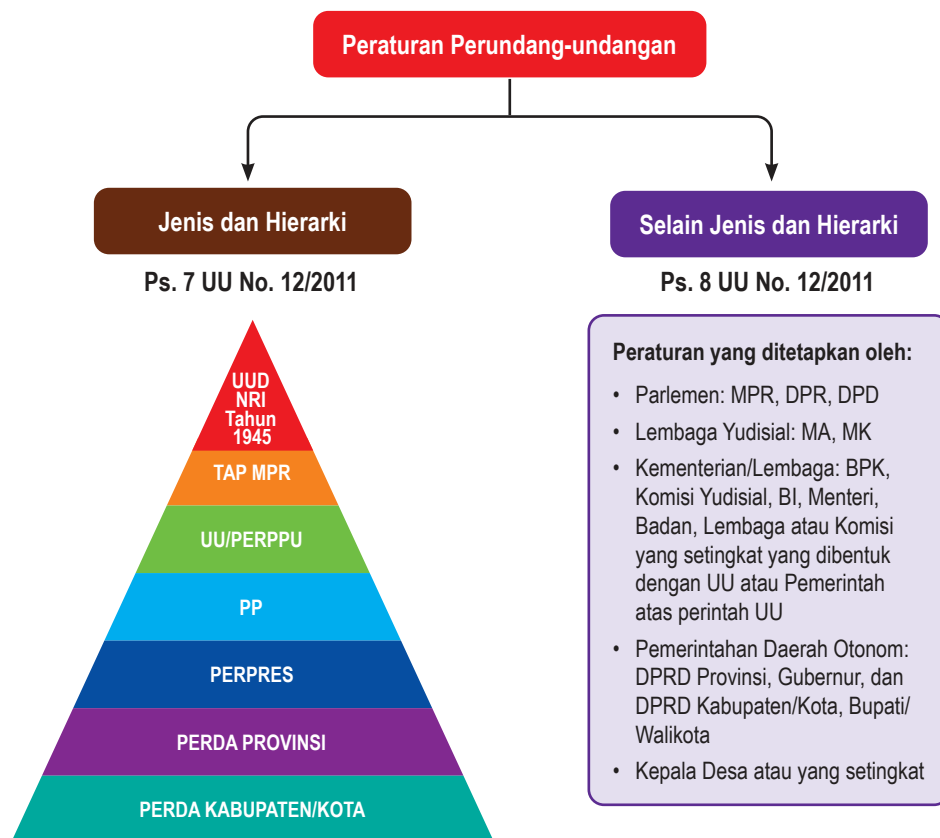 Peraturan Perundang-undangan
Jenis dan Hierarki
Ps. 7 UU No. 12/2011
UUD
NRI
Tahun
1945
TAP MPR
UU/PERPPU
PP
PERPRES
PERDA PROVINSI
PERDA KABUPATEN/KOTA
Selain Jenis dan Hierarki
Ps. 8 UU No. 12/2011
Peraturan yang ditetapkan oleh:
• Parlemen: MPR, DPR, DPD
• Lembaga Yudisial: MA, MK
• Kementerian/Lembaga: BPK,
Komisi Yudisial, BI, Menteri,
Badan, Lembaga atau Komisi
yang setingkat yang dibentuk
dengan UU atau Pemerintah
atas perintah UU
• Pemerintahan Daerah Otonom:
DPRD Provinsi, Gubernur, dan
DPRD Kabupaten/Kota, Bupati/
Walikota
• Kepala Desa atau yang setingkat